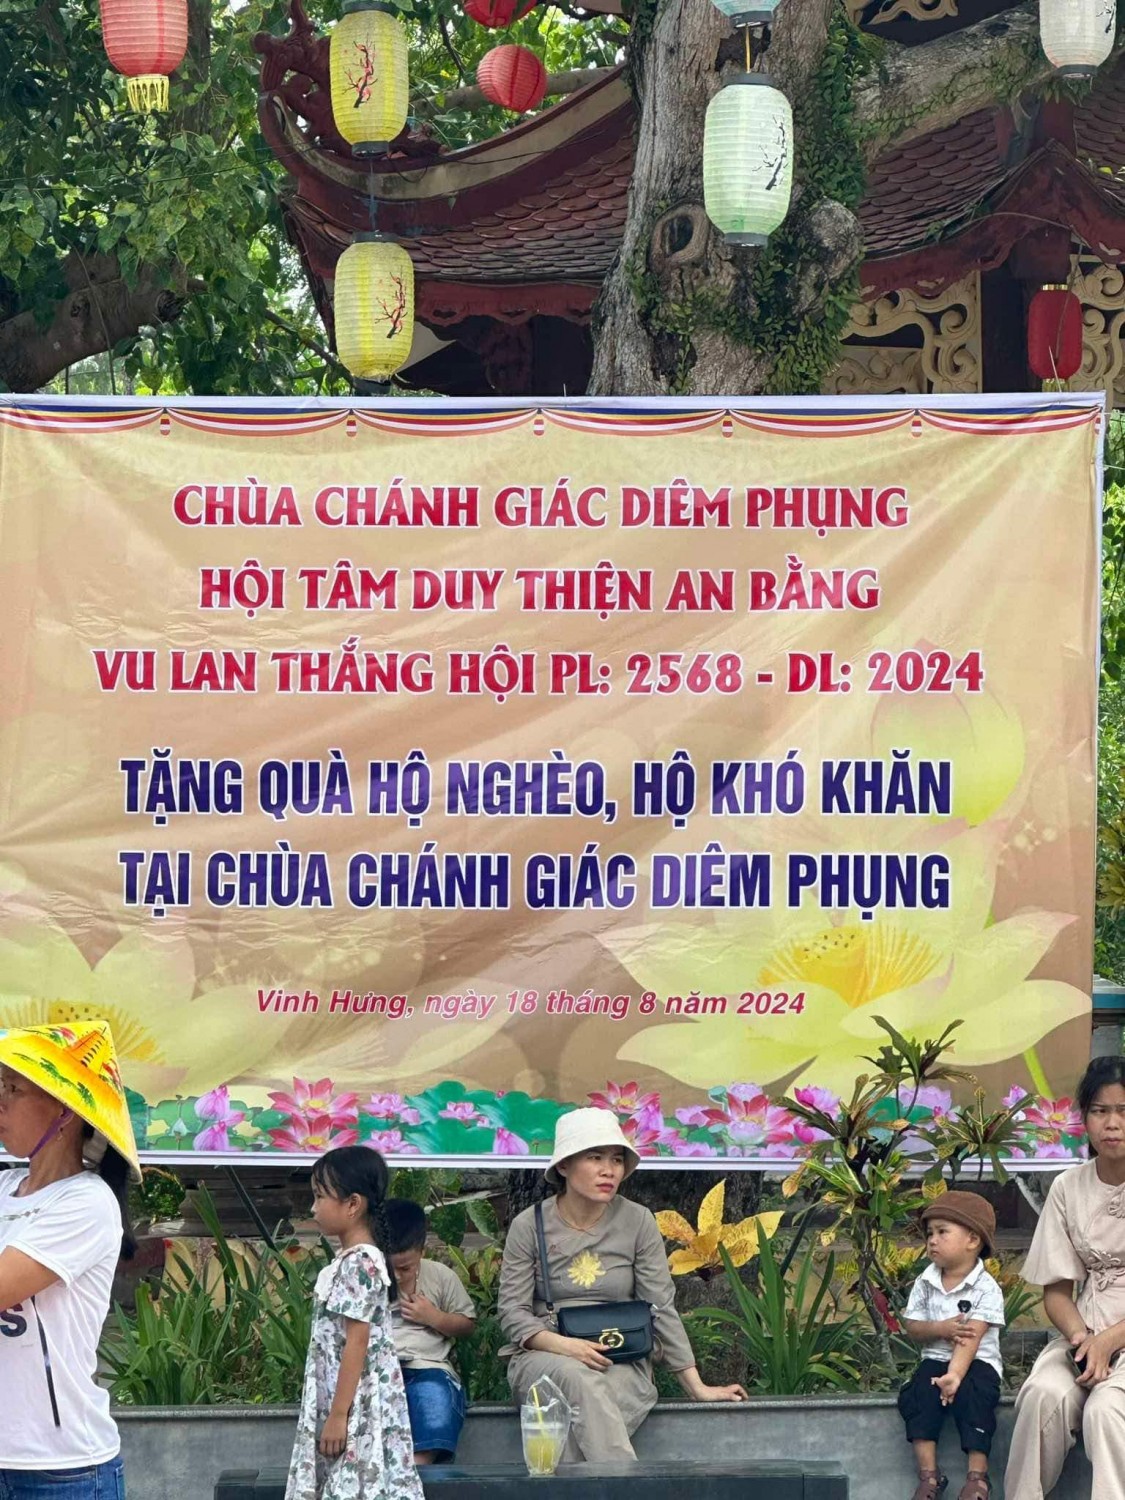 CHÙA CHÁNH GIÁC DIÊM PHỤNG
HỘI TÂM DUY THIỆN AN BẰNG
VU LAN THẮNG HỘI PL: 2568 - DL: 2024
TẶNG QUÀ HỘ NGHÈO, HỘ KHÓ KHĂN
TẠI CHÙA CHÁNH GIÁC DIÊM PHỤNG
Vinh Hưng, ngày 18 tháng 8 năm 2024